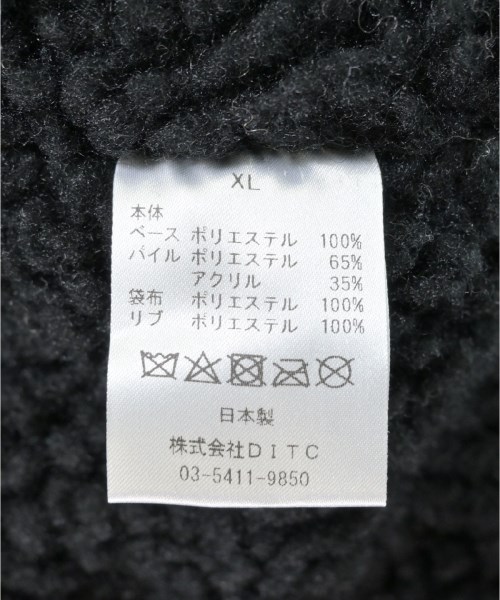 XL
本体
ベース ポリエステル 100%
パイル ポリエステル 65%
アクリル 35%
袋布 ポリエステル 100%
リブ ポリエステル 100%
日本製
株式会社DITC
03-5411-9850